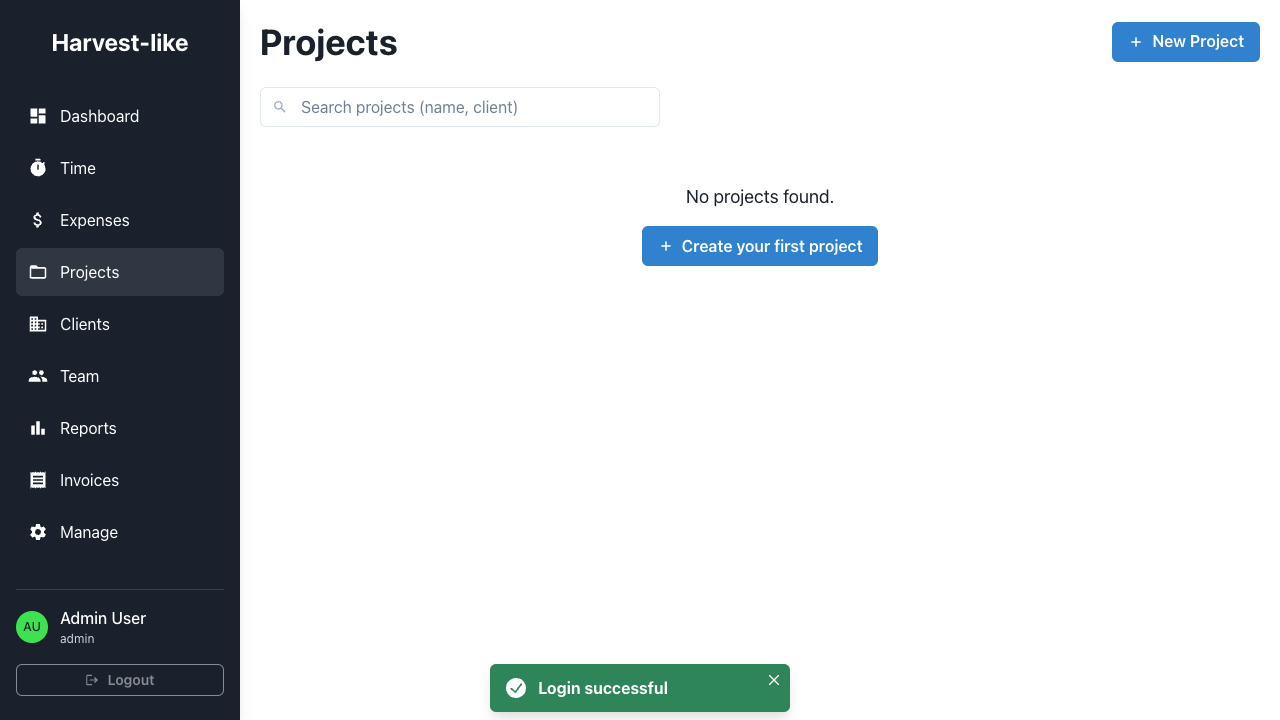 Harvest-like
Dashboard
Time
Expenses
Projects
Clients
Team
Reports
Invoices
Manage
AU
Admin User
admin
Logout
Projects
New Project
Search projects (name, client)
No projects found.
Create your first project
Login successful